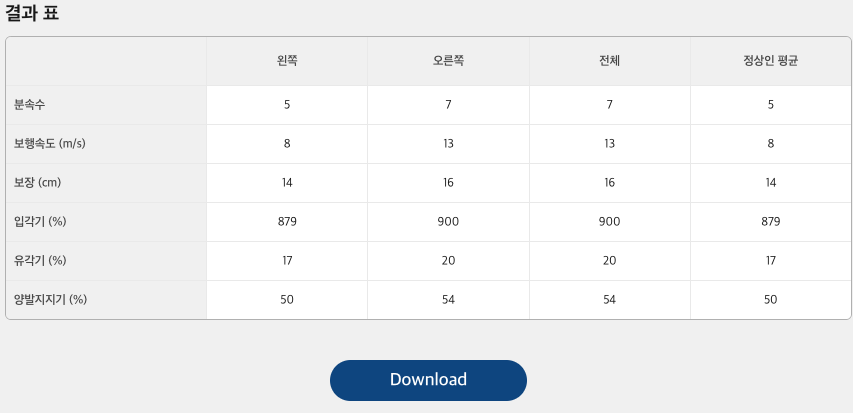 결과 표
왼쪽 오른쪽 전체 정상인 평균
분속수 5 7 7 5
보행속도 (m/s) 8 13 13 8
보장 (cm) 14 16 16 14
입각기 (%) 879 900 900 879
유각기 (%) 17 20 20 17
양발지지기 (%) 50 54 54 50
Download